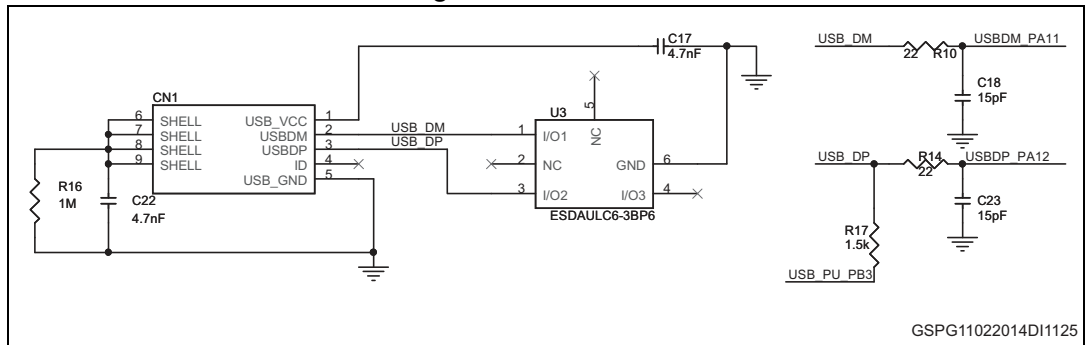 C17
4.7nF
CN1
6 SHELL USB_VCC 1
7 SHELL USBDM 2 USB_DM
8 SHELL USBDP 3 USB_DP
9 SHELL ID 4
USB_GND 5
R16
1M
C22
4.7nF
U3
5
NC
1 I/O1
2 NC GND 6
3 I/O2 I/O3 4
ESDAULC6-3BP6
USB_DM 22 R10 USBDM_PA11
C18
15pF
USB_DP R14 22 USBDP_PA12
C23
15pF
R17
1.5k
USB_PU_PB3
GSPG11022014DI1125